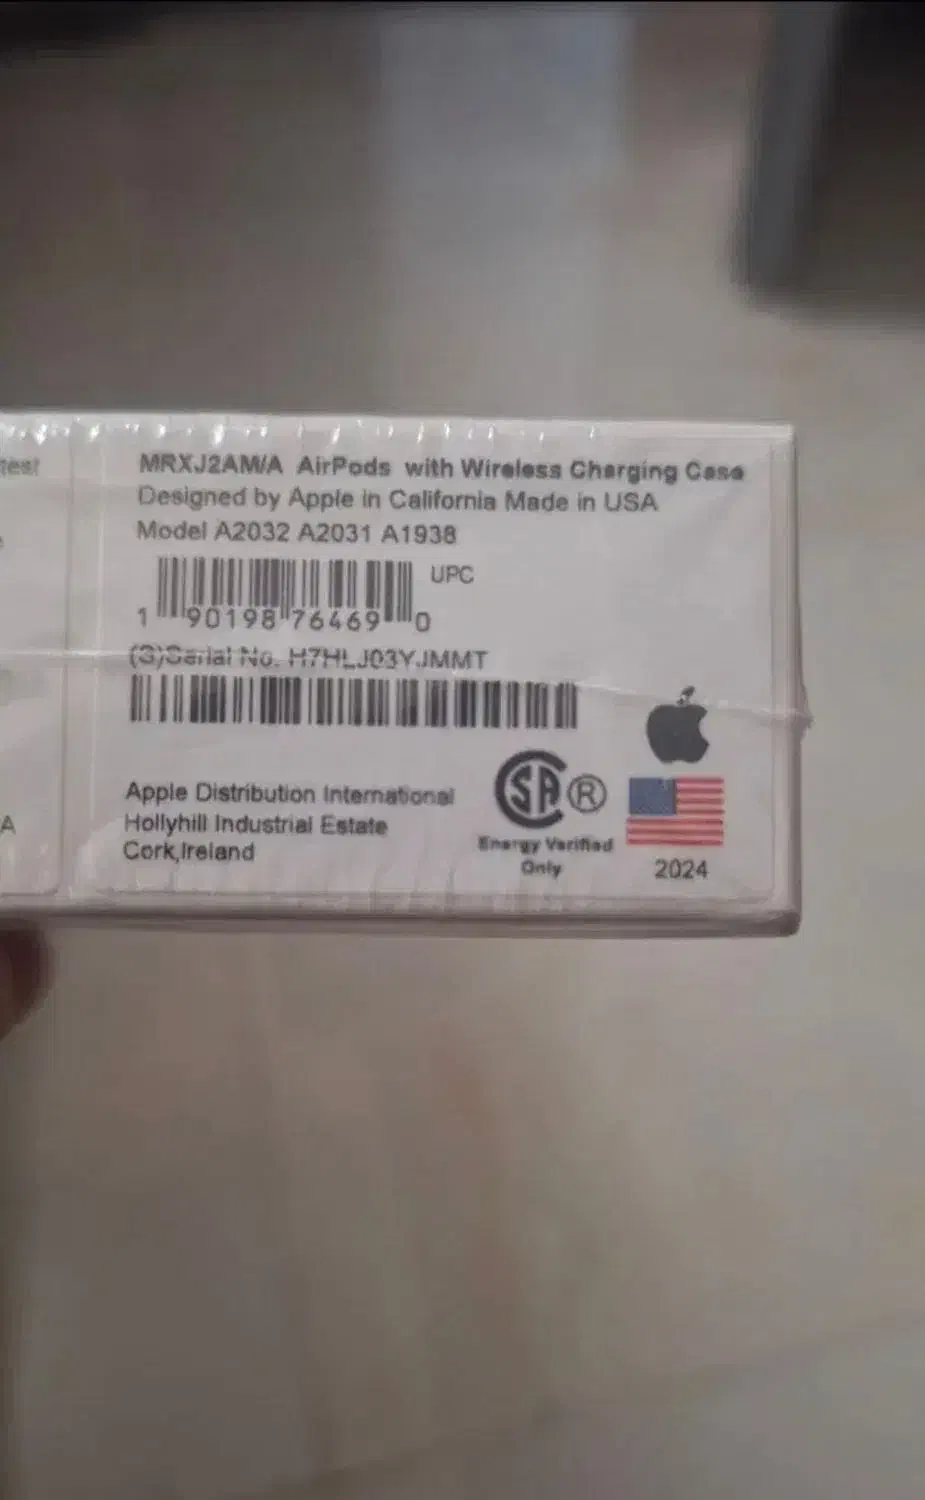 test
MRXJ2AM/A AirPods with Wireless Charging Case
Designed by Apple in California Made in USA
Model A2032 A2031 A1938
UPC
1 90198 76469 0
(S)Serial No. H7HLJ03YJMMT
Apple Distribution International
Hollyhill Industrial Estate
Cork,Ireland
SA ®
Energy Verified
Only
2024
A